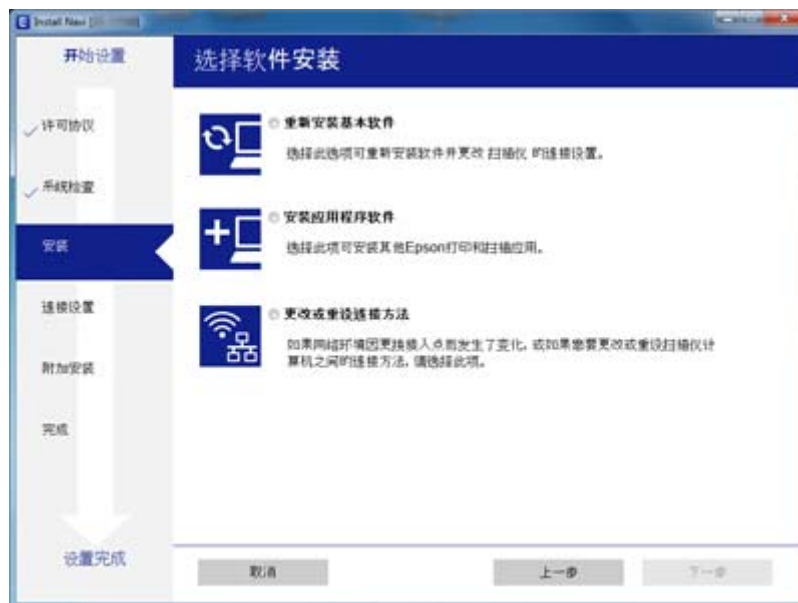 Install Navi
开始设置
选择软件安装
许可协议
系统检查
安装
连接设置
附加安装
完成
设置完成
重新安装基本软件
选择此选项可重新安装软件并更改 扫描仪 的连接设置。
安装应用程序软件
选择此项可安装其他Epson打印和扫描应用。
更改或重设连接方法
如果网络环境因更换接入点而发生了变化，或如果您要更改或重设扫描仪计
算机之间的连接方法，请选择此项。
取消
上一步
下一步